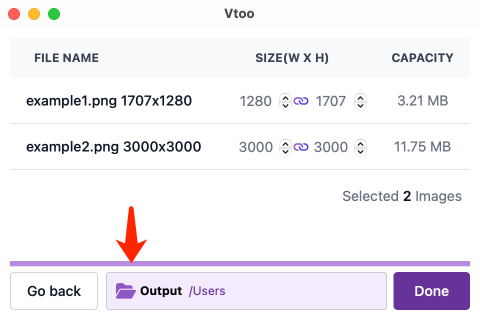 Vtoo
FILE NAME SIZE(W X H) CAPACITY
example1.png 1707x1280 1280 1707 3.21 MB
example2.png 3000x3000 3000 3000 11.75 MB
Selected 2 Images
Go back Output /Users Done